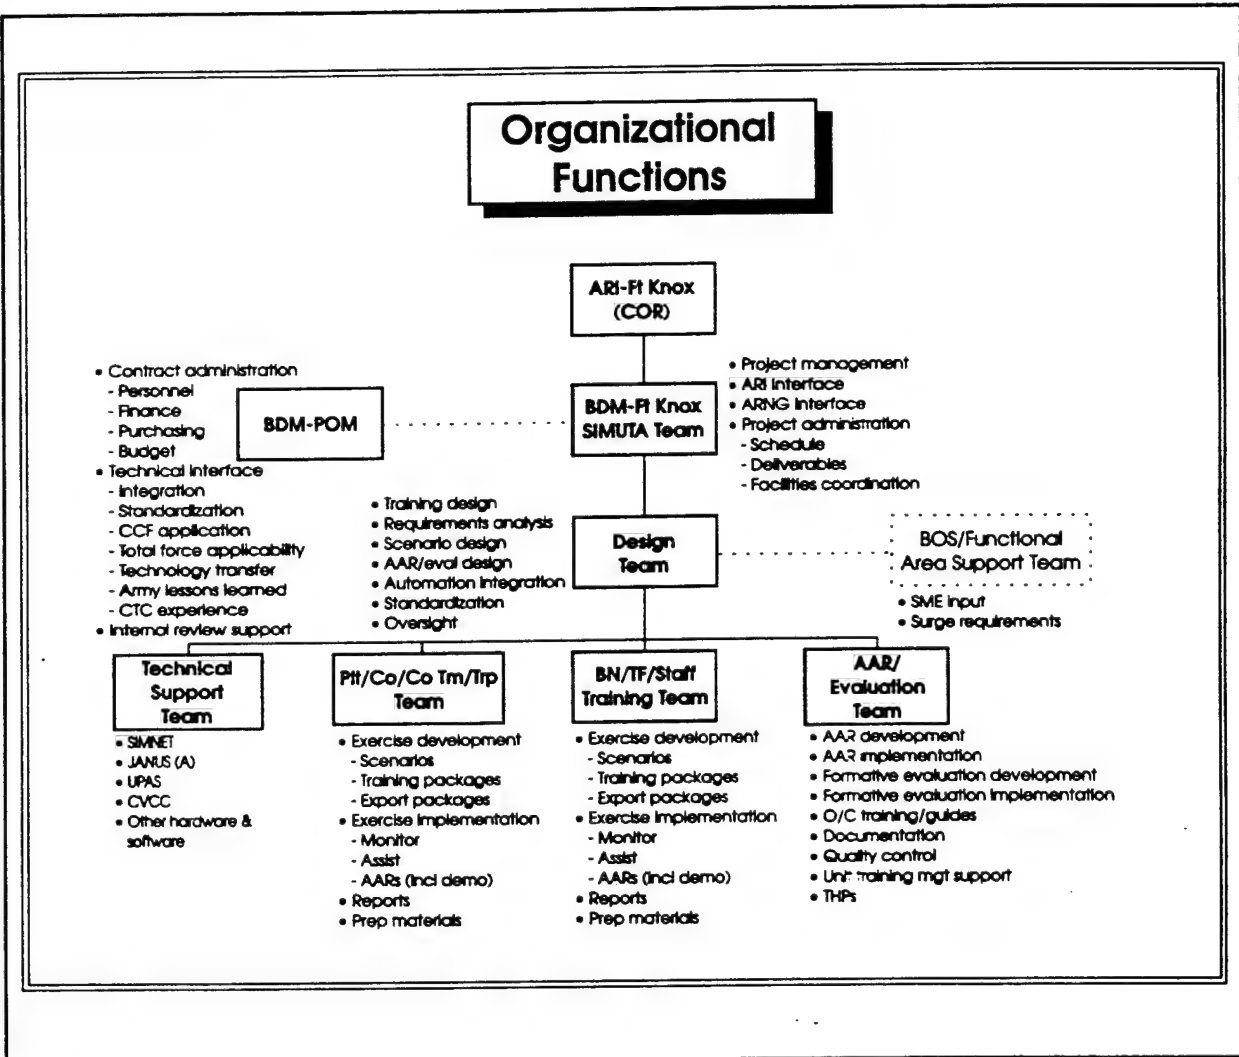 Organizational
Functions
ARI-Ft Knox
(COR)
• Contract administration
- Personnel
- Finance
- Purchasing
- Budget
• Technical interface
- Integration
- Standardization
- CCF application
- Total force applicability
- Technology transfer
- Army lessons learned
- CTC experience
• Internal review support
BDM-POM
BDM-Ft Knox
SIMUTA Team
• Project management
• ARI interface
• ARNG interface
• Project administration
- Schedule
- Deliverables
- Facilities coordination
• Training design
• Requirements analysis
• Scenario design
• AAR/eval design
• Automation integration
• Standardization
• Oversight
Design
Team
BOS/Functional
Area Support Team
• SME input
• Surge requirements
Technical
Support
Team
• SIMNET
• JANUS (A)
• UPAS
• CVCC
• Other hardware &
software
Plt/Co/Co Tm/Trp
Team
• Exercise development
- Scenarios
- Training packages
- Export packages
• Exercise implementation
- Monitor
- Assist
- AARs (incl demo)
• Reports
• Prep materials
BN/TF/Staff
Training Team
• Exercise development
- Scenarios
- Training packages
- Export packages
• Exercise implementation
- Monitor
- Assist
- AARs (incl demo)
• Reports
• Prep materials
AAR/
Evaluation
Team
• AAR development
• AAR implementation
• Formative evaluation development
• Formative evaluation implementation
• O/C training/guides
• Documentation
• Quality control
• Unit training mgt support
• THPs